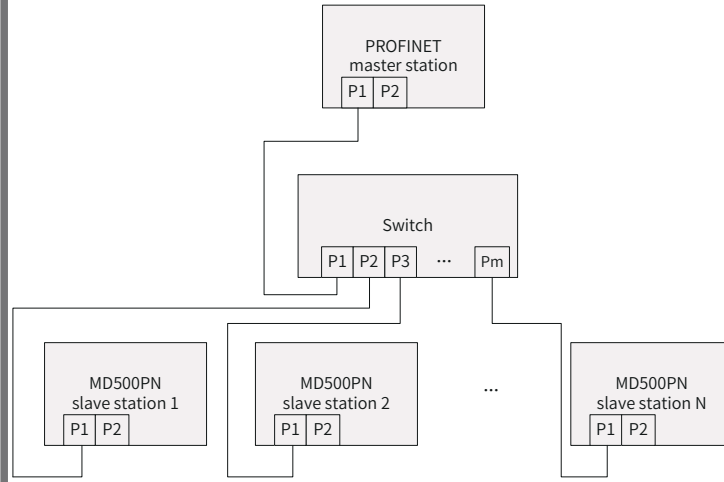 PROFINET
master station
P1 P2
Switch
P1 P2 P3 ... Pm
MD500PN
slave station 1
P1 P2
MD500PN
slave station 2
P1 P2
...
MD500PN
slave station N
P1 P2